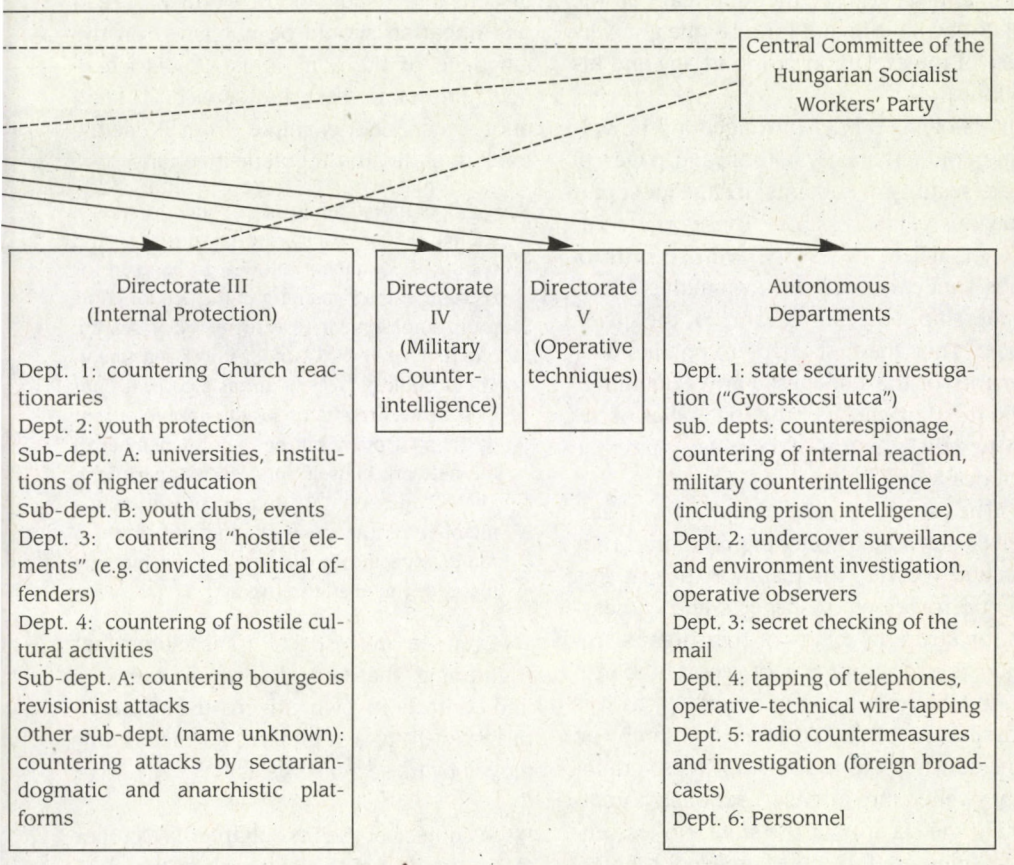 Central Committee of the
Hungarian Socialist
Workers' Party
Directorate III
(Internal Protection)
Dept. 1: countering Church reac-
tionaries
Dept. 2: youth protection
Sub-dept. A: universities, institu-
tions of higher education
Sub-dept. B: youth clubs, events
Dept. 3: countering “hostile ele-
ments” (e.g. convicted political of-
fenders)
Dept. 4: countering of hostile cul-
tural activities
Sub-dept. A: countering bourgeois
revisionist attacks
Other sub-dept. (name unknown):
countering attacks by sectarian-
dogmatic and anarchistic plat-
forms
Directorate
IV
(Military
Counter-
intelligence)
Directorate
V
(Operative
techniques)
Autonomous
Departments
Dept. 1: state security investiga-
tion (“Gyorskocsi utca”)
sub. depts: counterespionage,
countering of internal reaction,
military counterintelligence
(including prison intelligence)
Dept. 2: undercover surveillance
and environment investigation,
operative observers
Dept. 3: secret checking of the
mail
Dept. 4: tapping of telephones,
operative-technical wire-tapping
Dept. 5: radio countermeasures
and investigation (foreign broad-
casts)
Dept. 6: Personnel